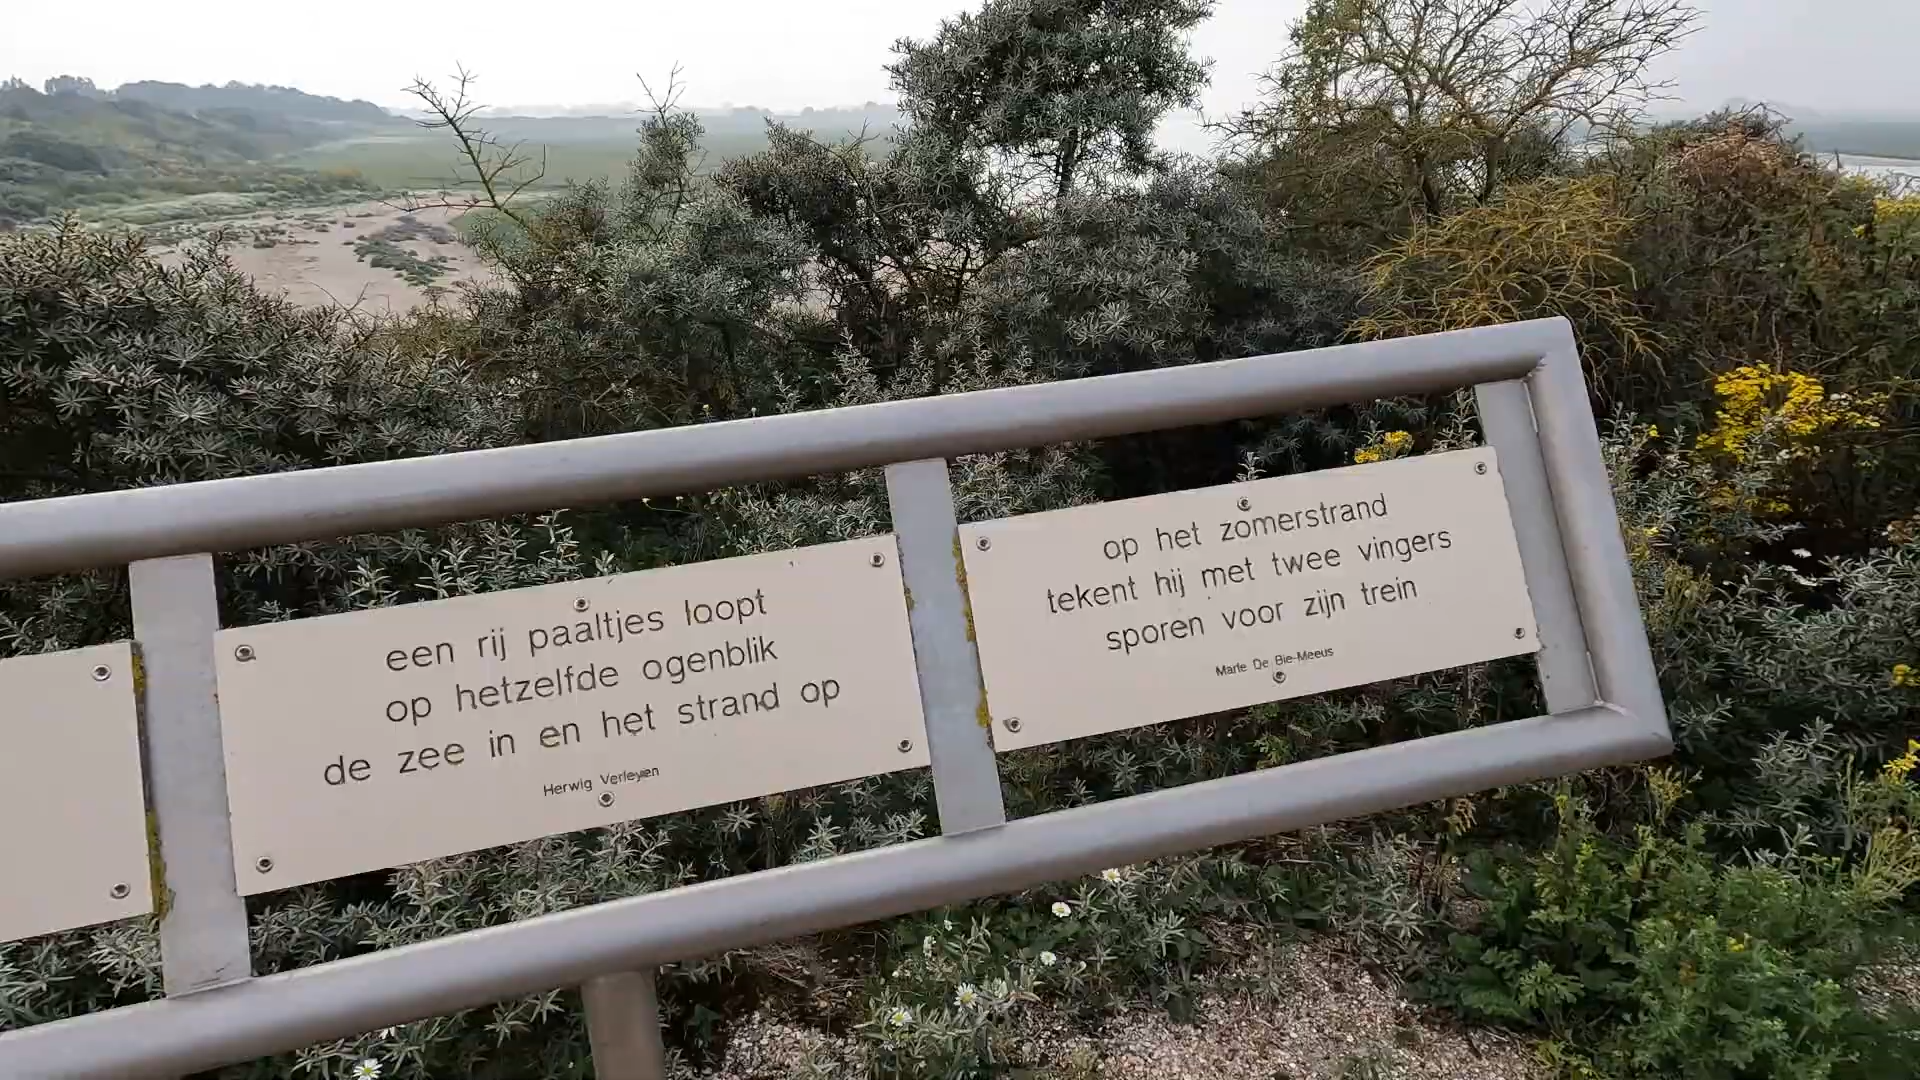 een rij paaltjes loopt
op hetzelfde ogenblik
de zee in en het strand op
Herwig Verleyen
op het zomerstrand
tekent hij met twee vingers
sporen voor zijn trein
Marie De Bie-Meeus